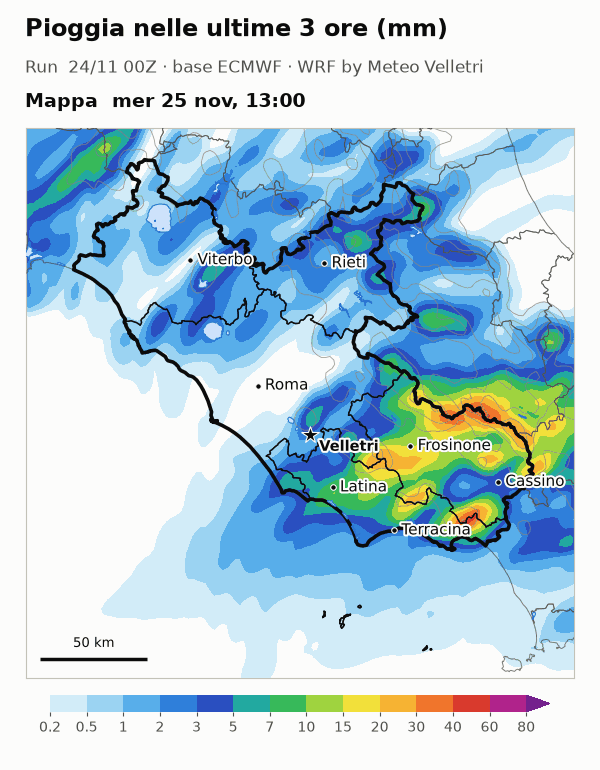 Pioggia nelle ultime 3 ore (mm)
Run  24/11 00Z · base ECMWF · WRF by Meteo Velletri
Mappa  mer 25 nov, 13:00
Viterbo
Rieti
Roma
Velletri
Frosinone
Cassino
Latina
Terracina
50 km
0.2 0.5 1 2 3 5 7 10 15 20 30 40 60 80